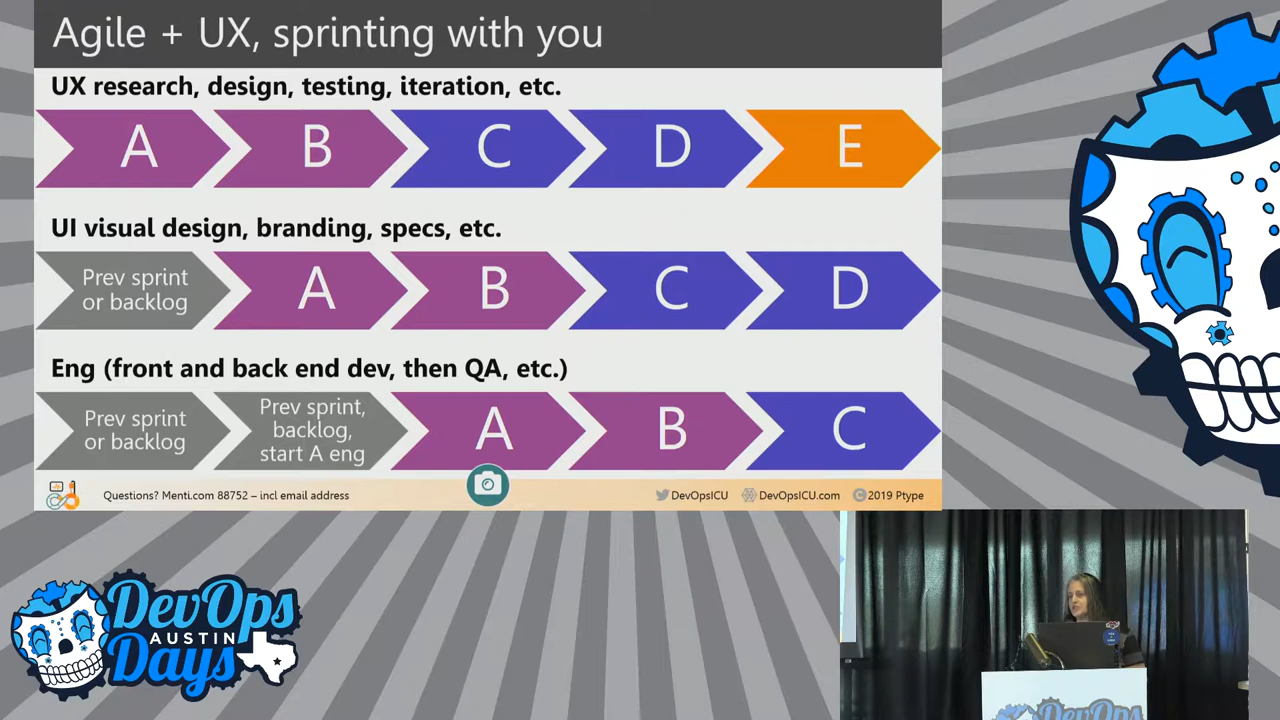 Agile + UX, sprinting with you
UX research, design, testing, iteration, etc.
A B C D E
UI visual design, branding, specs, etc.
Prev sprint
or backlog
A B C D
Eng (front and back end dev, then QA, etc.)
Prev sprint
or backlog
Prev sprint,
backlog,
start A eng
A B C
Questions? Menti.com 88752 – incl email address
DevOpsICU
DevOpsICU.com
© 2019 Ptype
DevOps
AUSTIN
Days